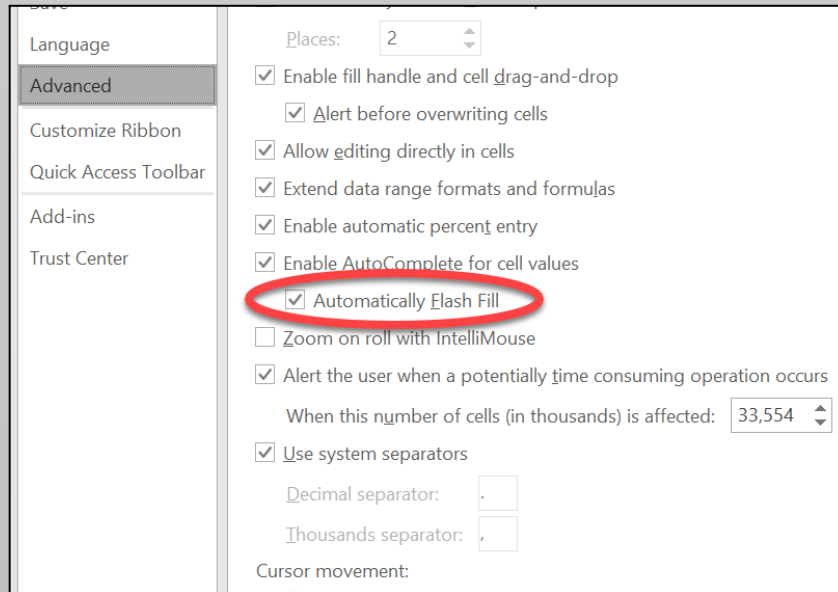 Language
Advanced
Customize Ribbon
Quick Access Toolbar
Add-ins
Trust Center
Places: 2
Enable fill handle and cell drag-and-drop
Alert before overwriting cells
Allow editing directly in cells
Extend data range formats and formulas
Enable automatic percent entry
Enable AutoComplete for cell values
Automatically Flash Fill
Zoom on roll with IntelliMouse
Alert the user when a potentially time consuming operation occurs
When this number of cells (in thousands) is affected: 33,554
Use system separators
Decimal separator: .
Thousands separator: ,
Cursor movement: